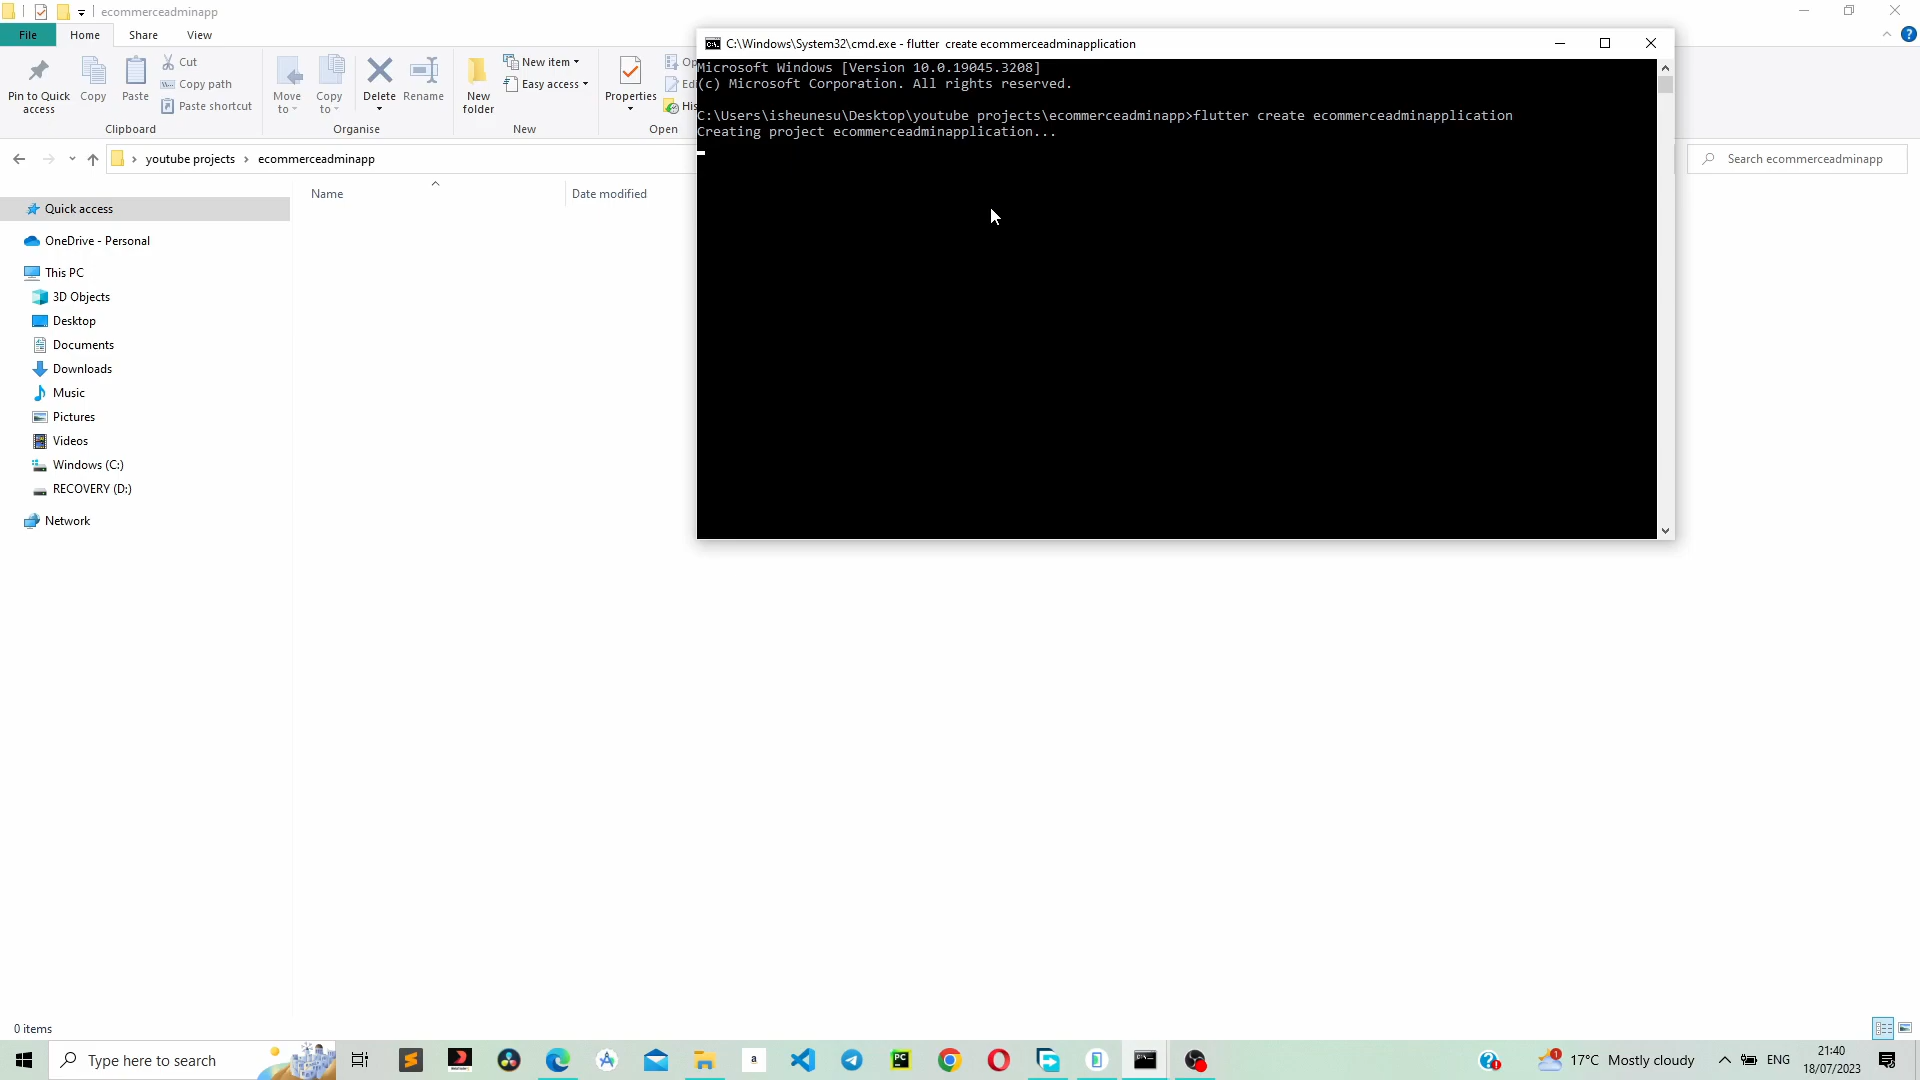 ecommerceadminapp
File Home Share View
Pin to Quick access
Copy
Paste
Cut
Copy path
Paste shortcut
Clipboard
Move to
Copy to
Delete
Rename
Organise
New folder
New item
Easy access
New
Properties
Open
youtube projects > ecommerceadminapp
Search ecommerceadminapp
Name Date modified
Quick access
OneDrive - Personal
This PC
3D Objects
Desktop
Documents
Downloads
Music
Pictures
Videos
Windows (C:)
RECOVERY (D:)
Network
C:\Windows\System32\cmd.exe - flutter create ecommerceadminapplication
Microsoft Windows [Version 10.0.19045.3208]
(c) Microsoft Corporation. All rights reserved.
C:\Users\isheunesu\Desktop\youtube projects\ecommerceadminapp>flutter create ecommerceadminapplication
Creating project ecommerceadminapplication...
0 items
Type here to search
17°C Mostly cloudy
ENG
21:40
18/07/2023